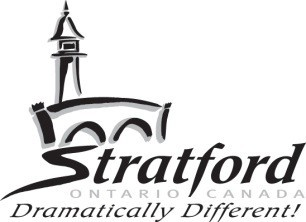 Stratford
ONTARIO CANADA
Dramatically Different!